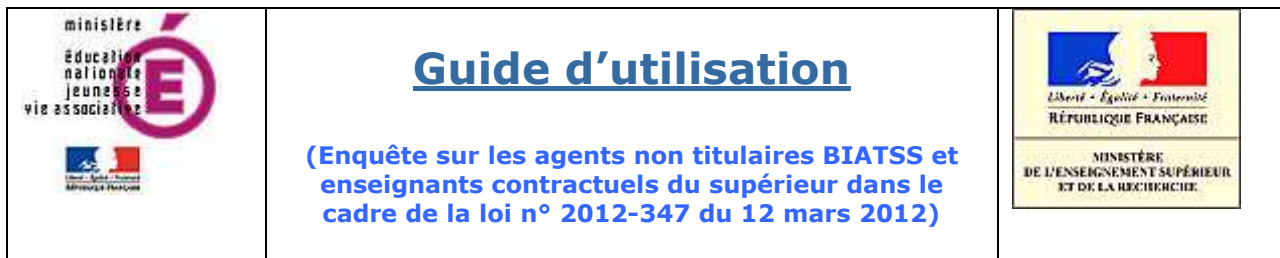 ministère
éducation
nationale
jeunesse
vie associative
Guide d’utilisation
(Enquête sur les agents non titulaires BIATSS et
enseignants contractuels du supérieur dans le
cadre de la loi n° 2012-347 du 12 mars 2012)
Liberté • Égalité • Fraternité
RÉPUBLIQUE FRANÇAISE
MINISTÈRE
DE L'ENSEIGNEMENT SUPÉRIEUR
ET DE LA RECHERCHE